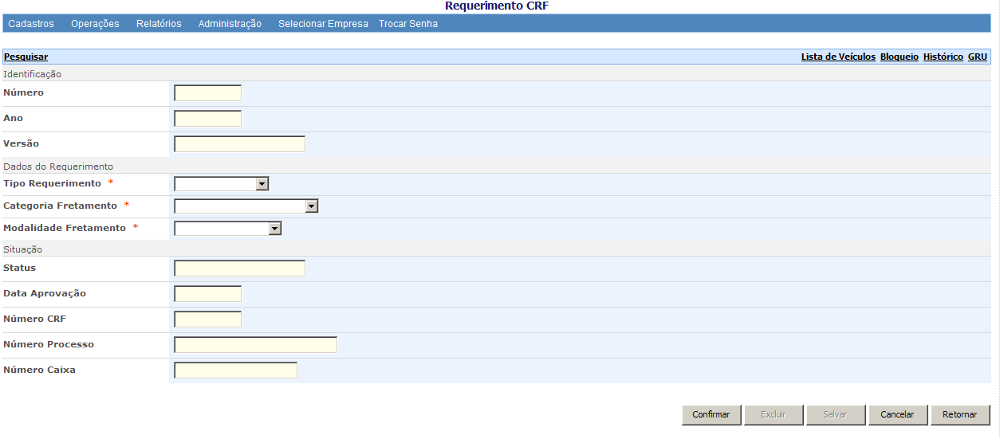 Requerimento CRF
Cadastros Operações Relatórios Administração Selecionar Empresa Trocar Senha
Pesquisar Lista de Veículos Bloqueio Histórico GRU
Identificação
Número
Ano
Versão
Dados do Requerimento
Tipo Requerimento *
Categoria Fretamento *
Modalidade Fretamento *
Situação
Status
Data Aprovação
Número CRF
Número Processo
Número Caixa
Confirmar Excluir Salvar Cancelar Retornar